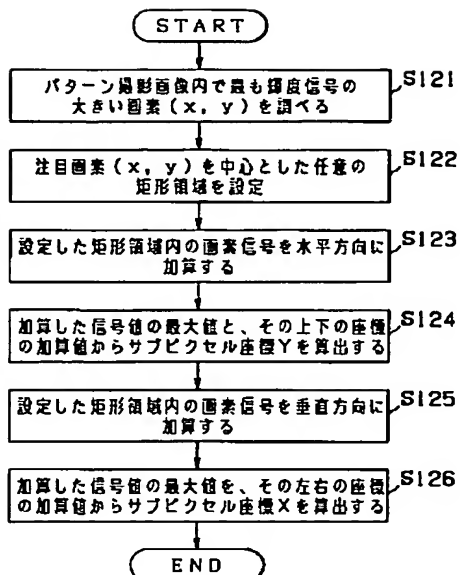 START
パターン撮影画像内で最も輝度信号の
大きい画素(x, y)を調べる
S121
注目画素(x, y)を中心とした任意の
矩形領域を設定
S122
設定した矩形領域内の画素信号を水平方向に
加算する
S123
加算した信号値の最大値と、その上下の座標
の加算値からサブピクセル座標Yを算出する
S124
設定した矩形領域内の画素信号を垂直方向に
加算する
S125
加算した信号値の最大値を、その左右の座標
の加算値からサブピクセル座標Xを算出する
S126
END